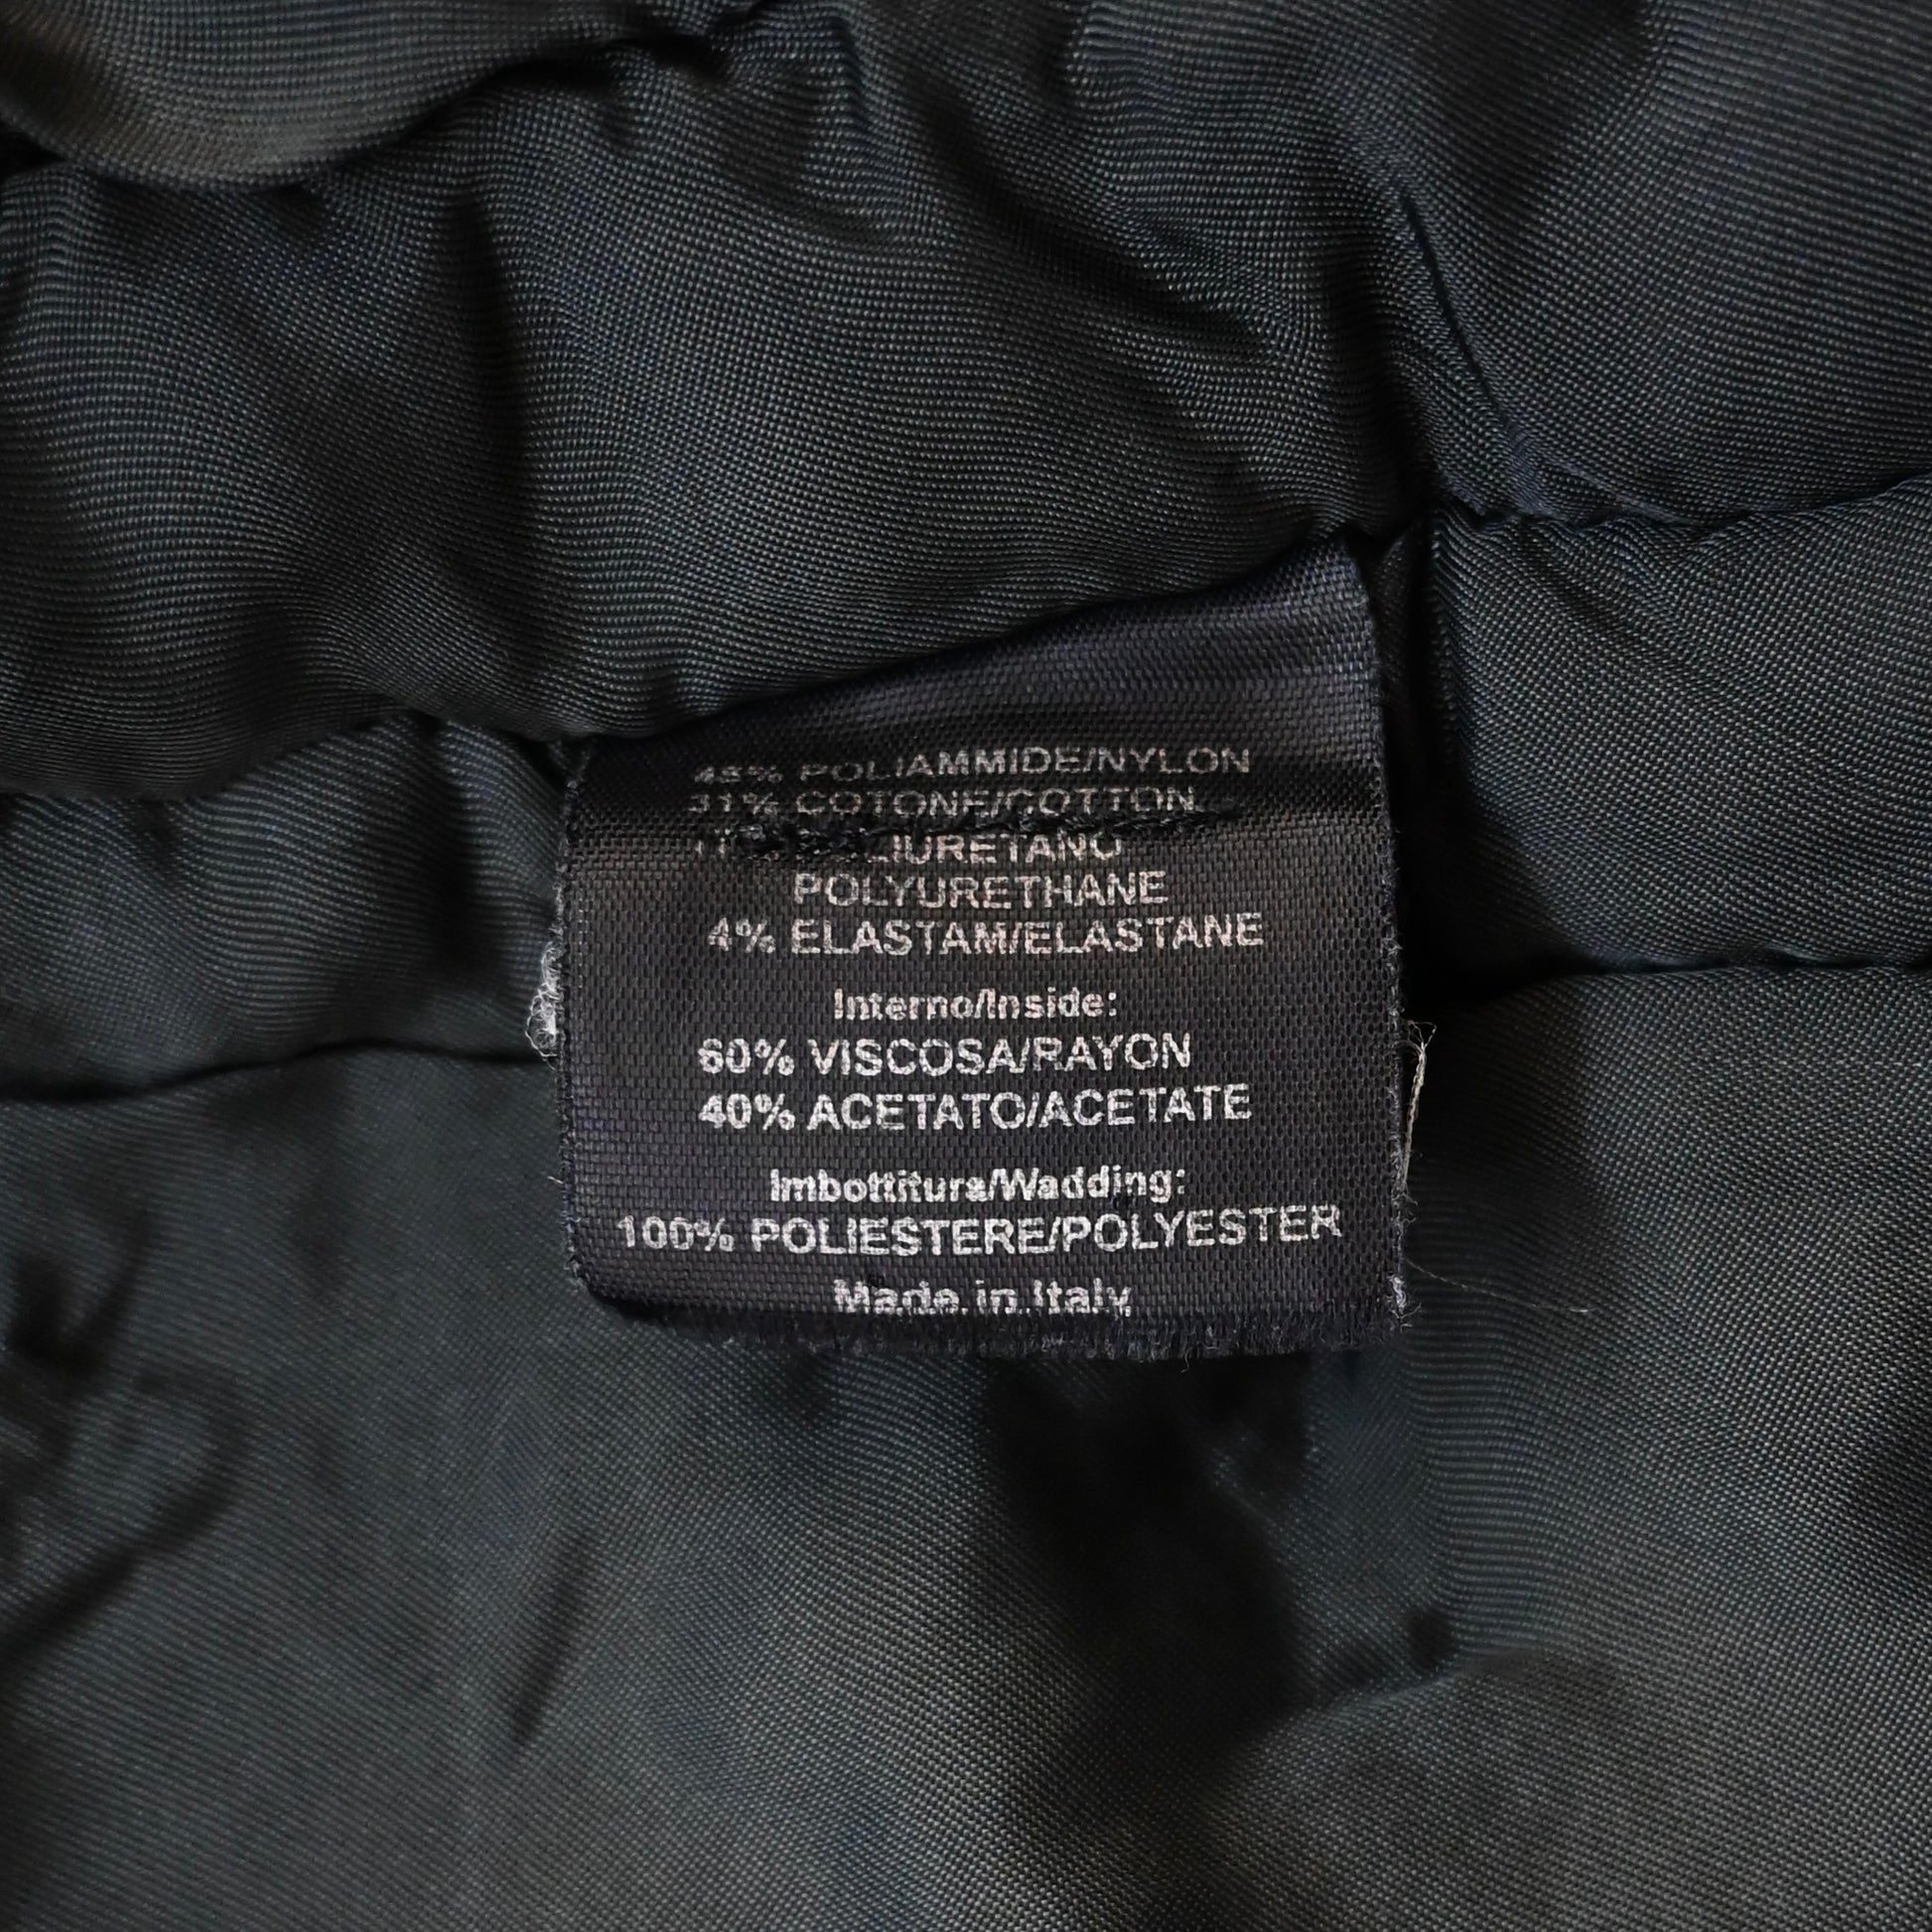 POLIAMMIDE/NYLON
31% COTONE/COTTON
POLYURETHANE
4% ELASTAM/ELASTANE
Interno/Inside:
60% VISCOSA/RAYON
40% ACETATO/ACETATE
Imbottitura/Wadding:
100% POLIESTERE/POLYESTER
Made in Italy